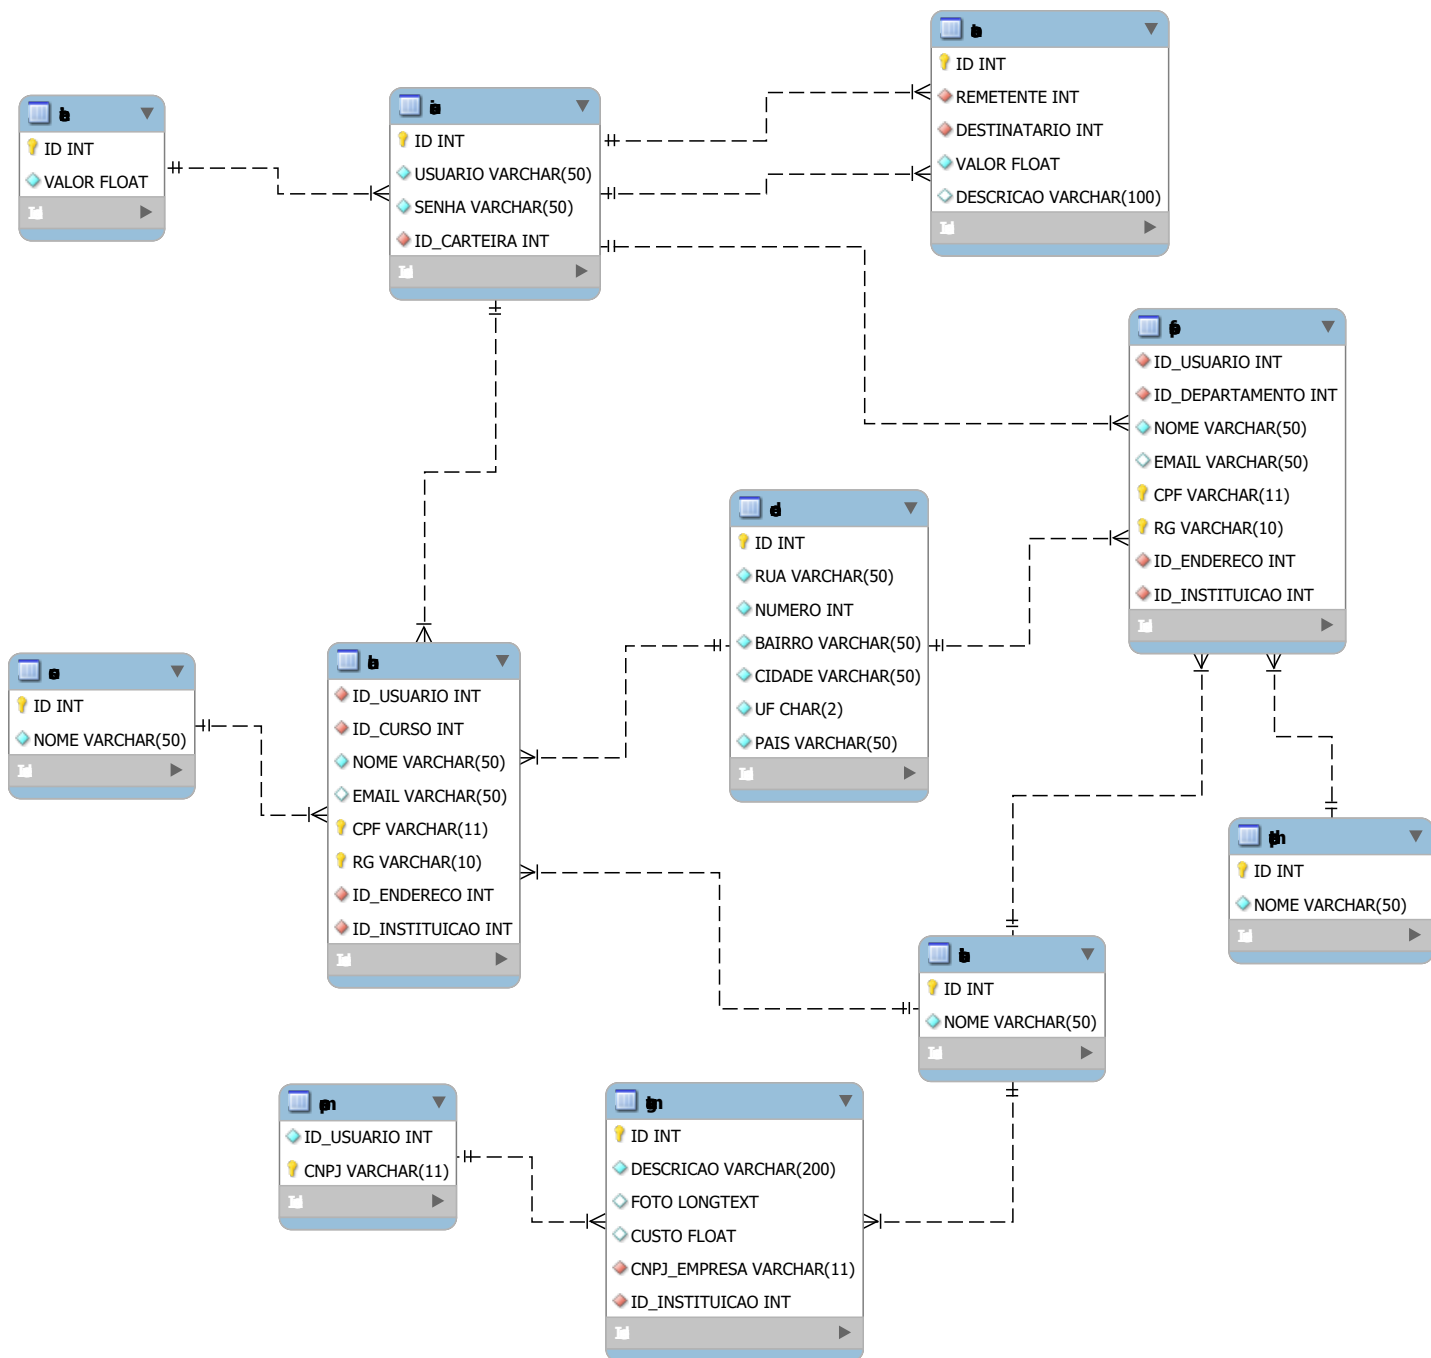 ID INT
VALOR FLOAT
ID INT
USUARIO VARCHAR(50)
SENHA VARCHAR(50)
ID_CARTEIRA INT
ID INT
REMETENTE INT
DESTINATARIO INT
VALOR FLOAT
DESCRICAO VARCHAR(100)
ID_USUARIO INT
ID_DEPARTAMENTO INT
NOME VARCHAR(50)
EMAIL VARCHAR(50)
CPF VARCHAR(11)
RG VARCHAR(10)
ID_ENDERECO INT
ID_INSTITUICAO INT
ID INT
RUA VARCHAR(50)
NUMERO INT
BAIRRO VARCHAR(50)
CIDADE VARCHAR(50)
UF CHAR(2)
PAIS VARCHAR(50)
ID INT
NOME VARCHAR(50)
ID_USUARIO INT
ID_CURSO INT
NOME VARCHAR(50)
EMAIL VARCHAR(50)
CPF VARCHAR(11)
RG VARCHAR(10)
ID_ENDERECO INT
ID_INSTITUICAO INT
ID INT
NOME VARCHAR(50)
ID INT
NOME VARCHAR(50)
ID_USUARIO INT
CNPJ VARCHAR(11)
ID INT
DESCRICAO VARCHAR(200)
FOTO LONGTEXT
CUSTO FLOAT
CNPJ_EMPRESA VARCHAR(11)
ID_INSTITUICAO INT